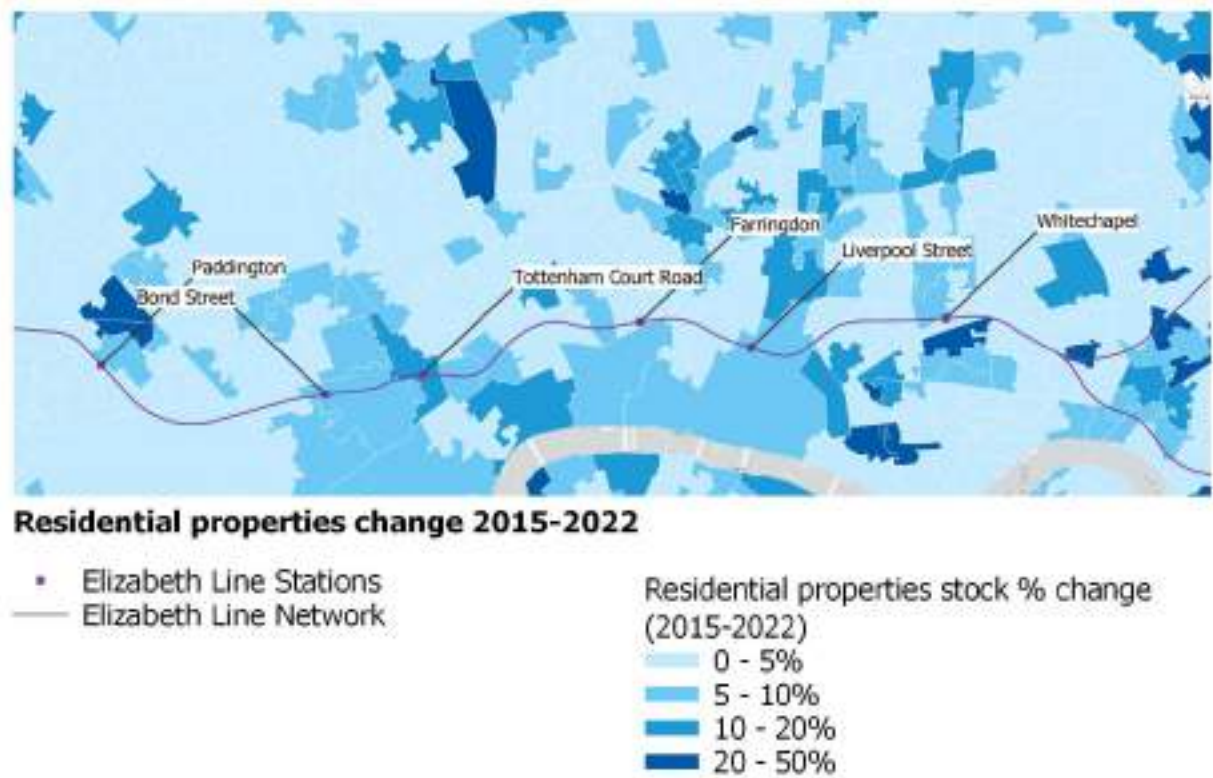 Farringdon
Whitechapel
Liverpool Street
Paddington
Tottenham Court Road
Bond Street
Residential properties change 2015-2022
Elizabeth Line Stations
Elizabeth Line Network
Residential properties stock % change
(2015-2022)
0 - 5%
5 - 10%
10 - 20%
20 - 50%